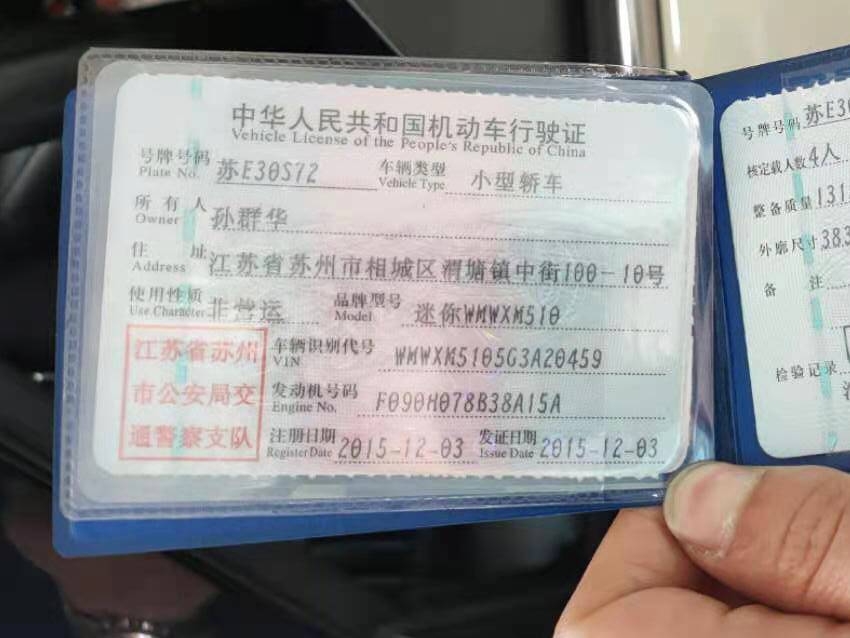 中华人民共和国机动车行驶证
Vehicle License of the People's Republic of China
号牌号码 苏E30S72 车辆类型 小型轿车
Plate No. Vehicle Type
所有人 孙群华
Owner
住址 江苏省苏州市相城区渭塘镇中街100-10号
Address
使用性质 非营运 品牌型号 迷你WMWXM510
Use Character Model
江苏省苏州
市公安局交
通警察支队
车辆识别代号 WMWXM5105G3A20459
VIN
发动机号码 F090H078B38A15A
Engine No.
注册日期 2015-12-03 发证日期 2015-12-03
Register Date Issue Date
号牌号码 苏E30
核定载人数 4人
整备质量 131
外廓尺寸 383
备注
检验记录